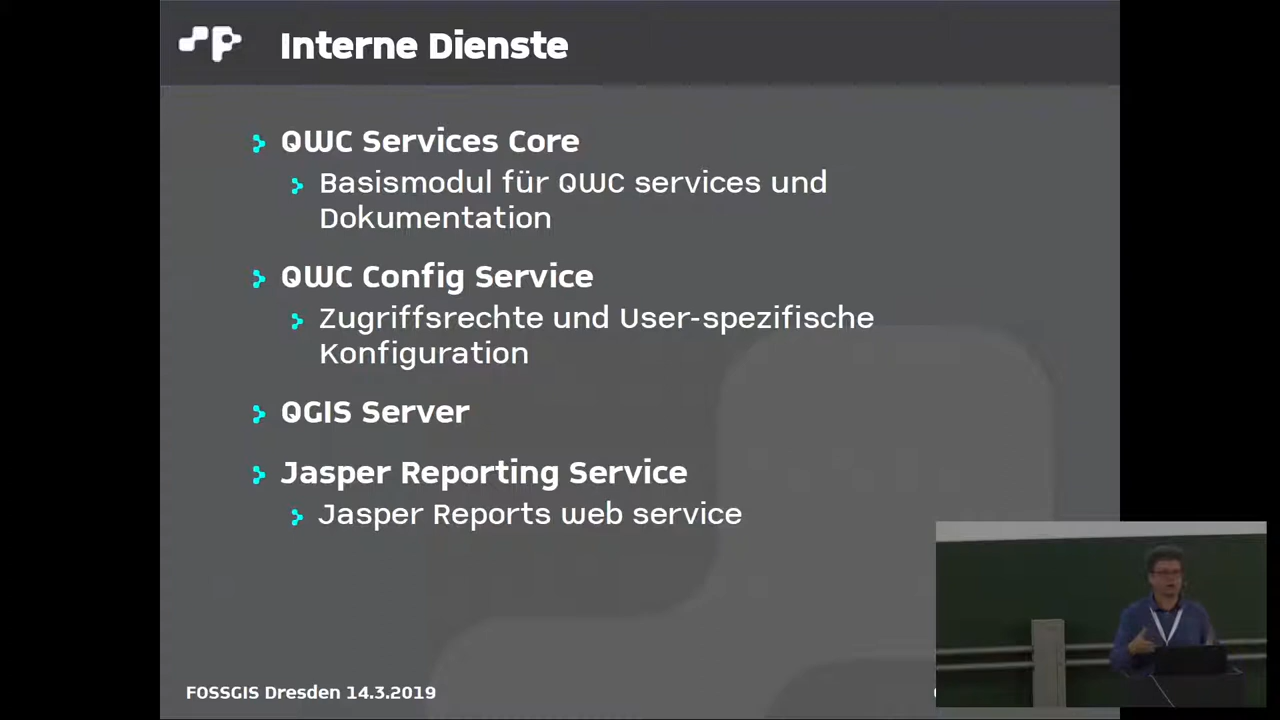 Interne Dienste
QWC Services Core
Basismodul für QWC services und
Dokumentation
QWC Config Service
Zugriffsrechte und User-spezifische
Konfiguration
QGIS Server
Jasper Reporting Service
Jasper Reports web service
FOSSGIS Dresden 14.3.2019